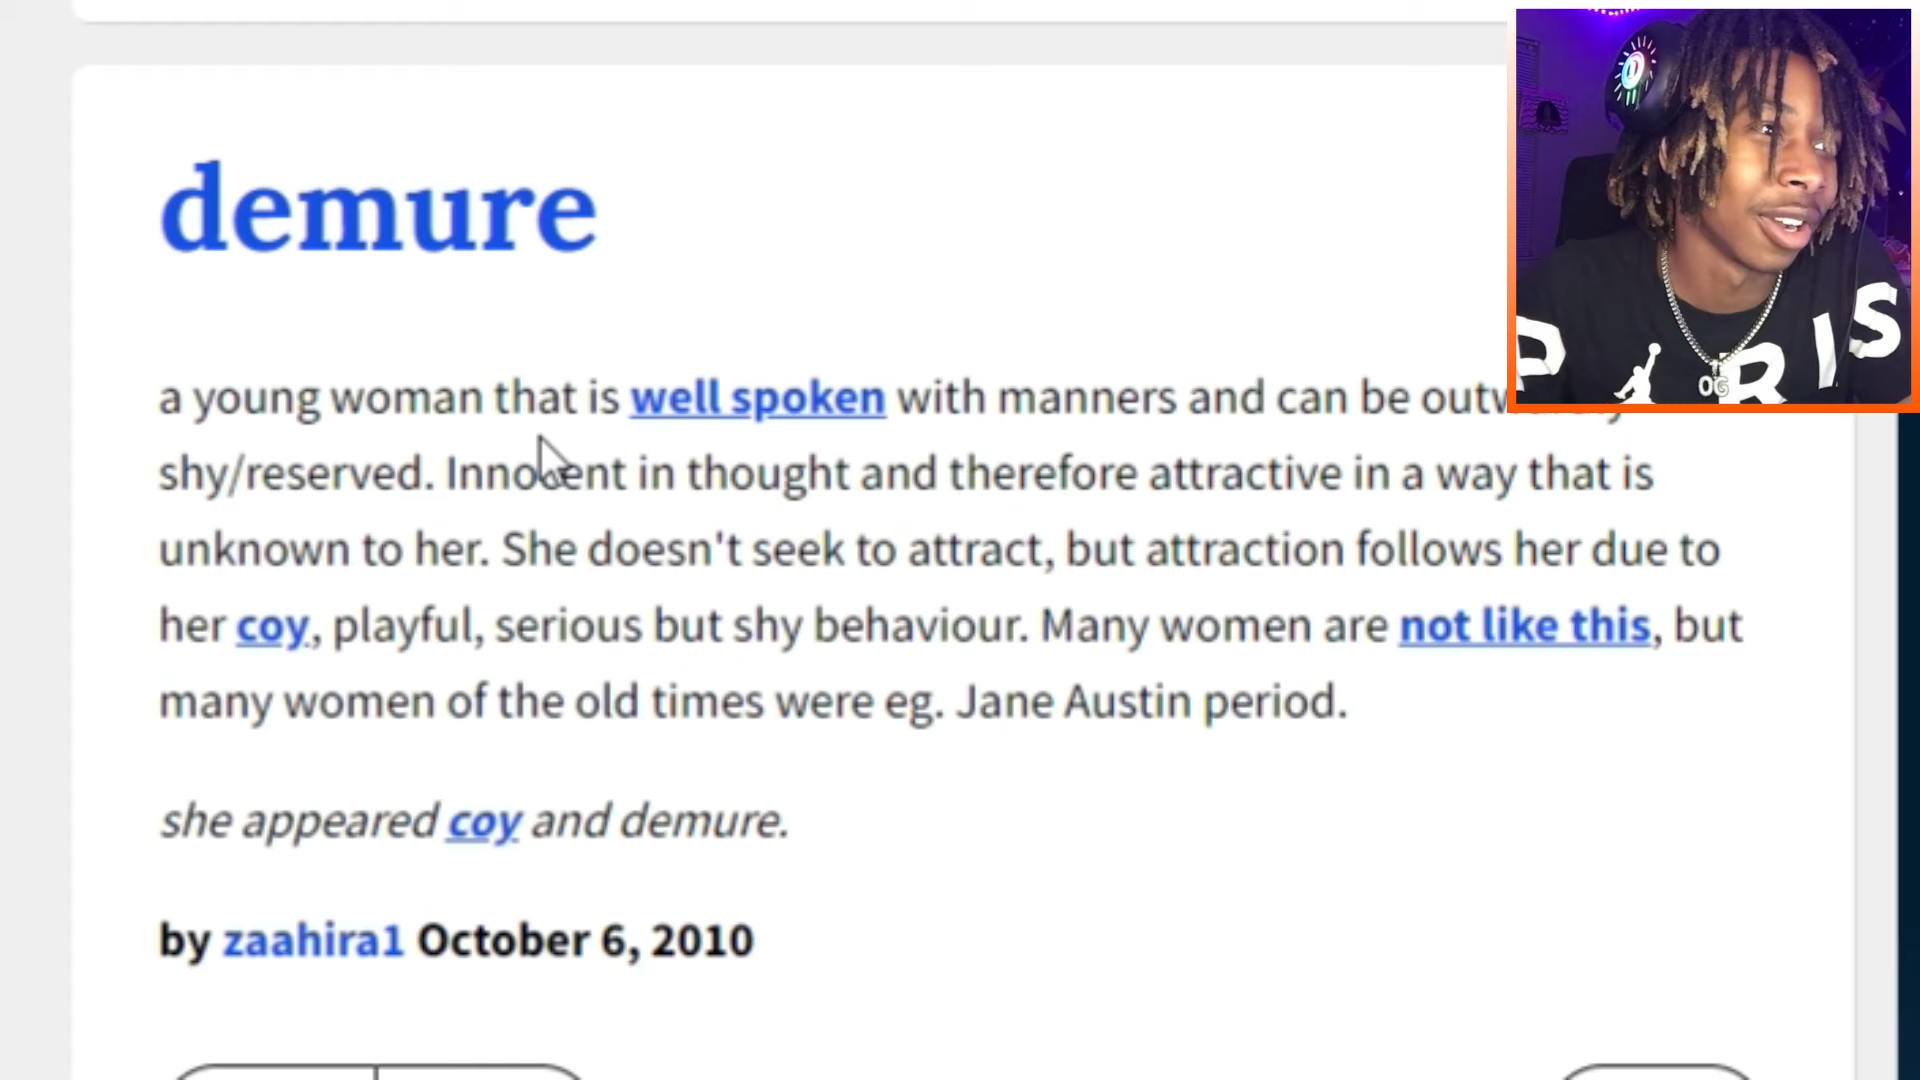 demure
a young woman that is well spoken with manners and can be
shy/reserved. Innocent in thought and therefore attractive in a way that is
unknown to her. She doesn't seek to attract, but attraction follows her due to
her coy, playful, serious but shy behaviour. Many women are not like this, but
many women of the old times were eg. Jane Austin period.
she appeared coy and demure.
by zaahira1 October 6, 2010
P RIS
OG